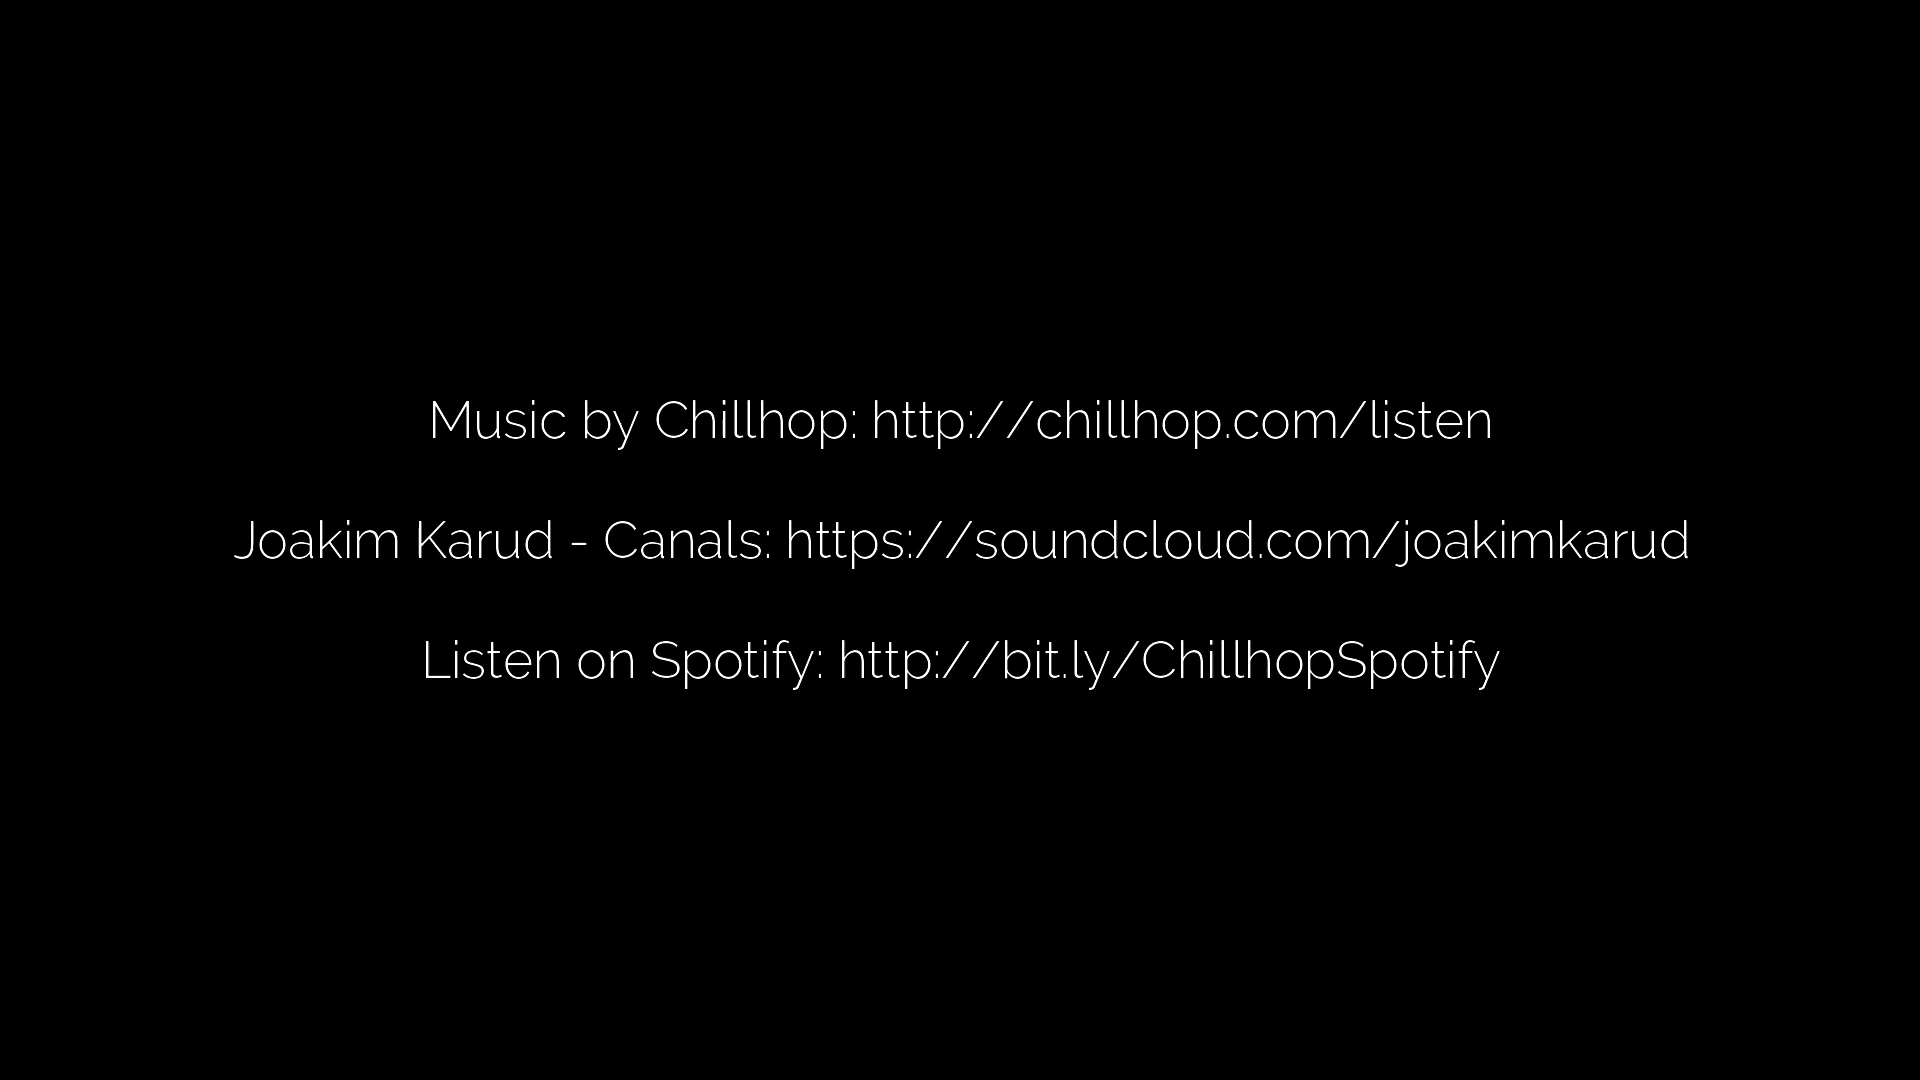 Music by Chillhop: http://chillhop.com/listen
Joakim Karud - Canals: https://soundcloud.com/joakimkarud
Listen on Spotify: http://bit.ly/ChillhopSpotify